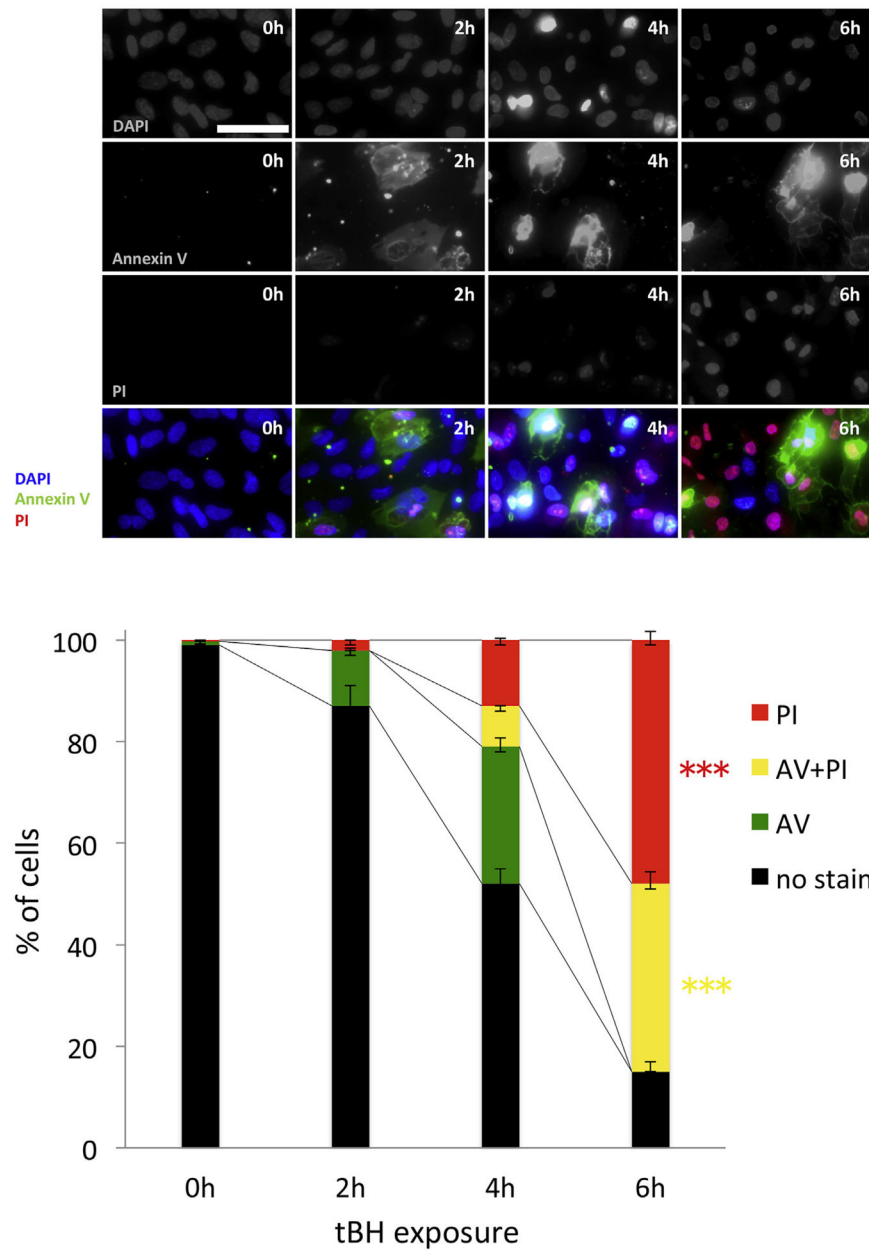 0h 2h 4h 6h
DAPI
0h 2h 4h 6h
Annexin V
0h 2h 4h 6h
PI
0h 2h 4h 6h
DAPI
Annexin V
PI
100
80
60
40
20
0
% of cells
PI
***
AV+PI
AV
no stain
***
0h 2h 4h 6h
tBH exposure